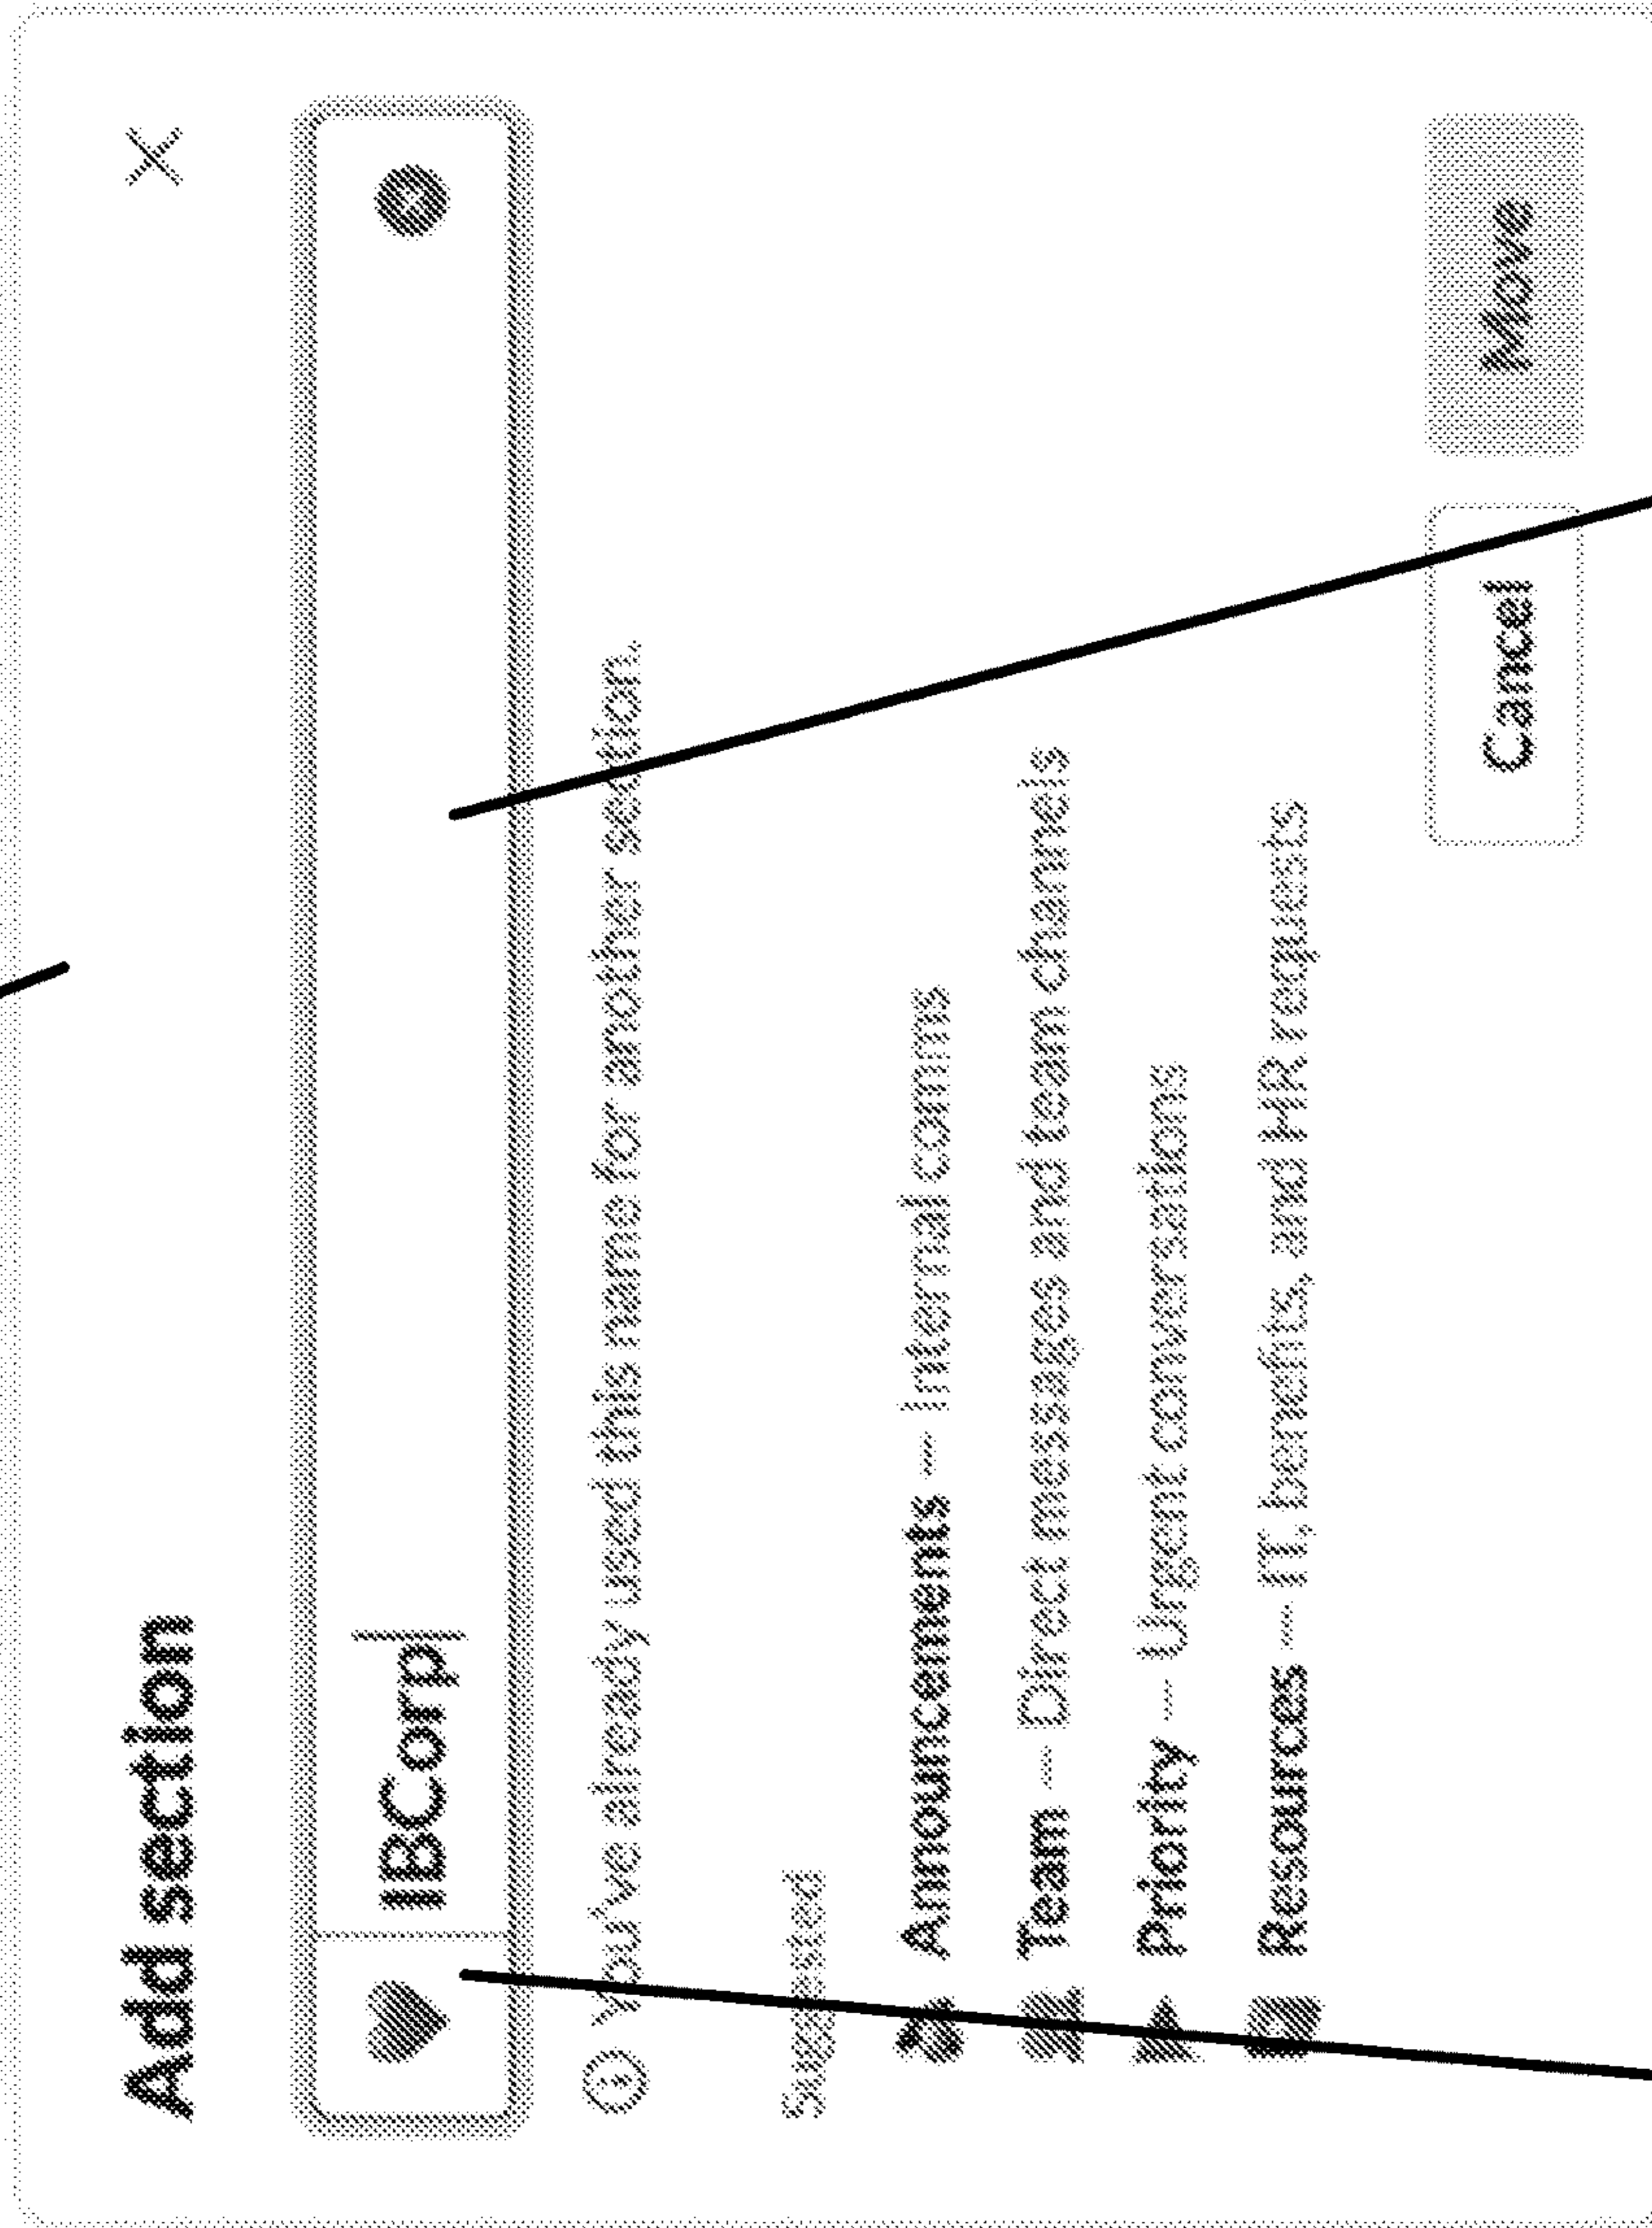 Add section
IBCorp
You've already used this name for another section.
Suggested
Announcements — Internal comms
Team — Direct messages and team channels
Priority — Urgent conversations
Resources — IT, benefits, and HR requests
Cancel
Move